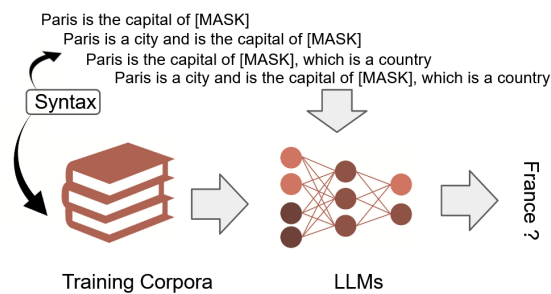 Paris is the capital of [MASK]
Paris is a city and is the capital of [MASK]
Paris is the capital of [MASK], which is a country
Paris is a city and is the capital of [MASK], which is a country
Syntax
France ?
Training Corpora
LLMs